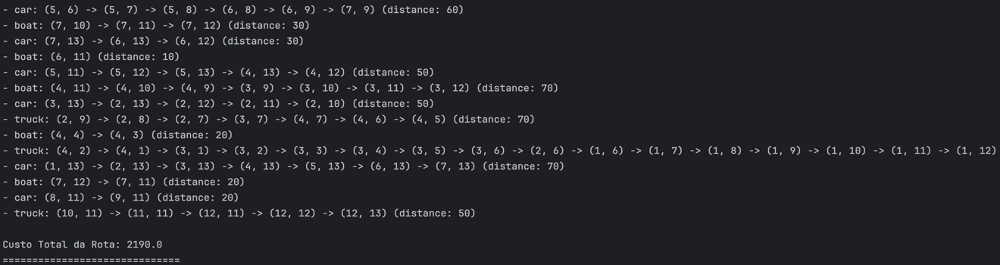 - car: (5, 6) -> (5, 7) -> (5, 8) -> (6, 8) -> (6, 9) -> (7, 9) (distance: 60)
- boat: (7, 10) -> (7, 11) -> (7, 12) (distance: 30)
- car: (7, 13) -> (6, 13) -> (6, 12) (distance: 30)
- boat: (6, 11) (distance: 10)
- car: (5, 11) -> (5, 12) -> (5, 13) -> (4, 13) -> (4, 12) (distance: 50)
- boat: (4, 11) -> (4, 10) -> (4, 9) -> (3, 9) -> (3, 10) -> (3, 11) -> (3, 12) (distance: 70)
- car: (3, 13) -> (2, 13) -> (2, 12) -> (2, 11) -> (2, 10) (distance: 50)
- truck: (2, 9) -> (2, 8) -> (2, 7) -> (3, 7) -> (4, 7) -> (4, 6) -> (4, 5) (distance: 70)
- boat: (4, 4) -> (4, 3) (distance: 20)
- truck: (4, 2) -> (4, 1) -> (3, 1) -> (3, 2) -> (3, 3) -> (3, 4) -> (3, 5) -> (3, 6) -> (2, 6) -> (1, 6) -> (1, 7) -> (1, 8) -> (1, 9) -> (1, 10) -> (1, 11) -> (1, 12)
- car: (1, 13) -> (2, 13) -> (3, 13) -> (4, 13) -> (5, 13) -> (6, 13) -> (7, 13) (distance: 70)
- boat: (7, 12) -> (7, 11) (distance: 20)
- car: (8, 11) -> (9, 11) (distance: 20)
- truck: (10, 11) -> (11, 11) -> (12, 11) -> (12, 12) -> (12, 13) (distance: 50)
Custo Total da Rota: 2190.0
==============================